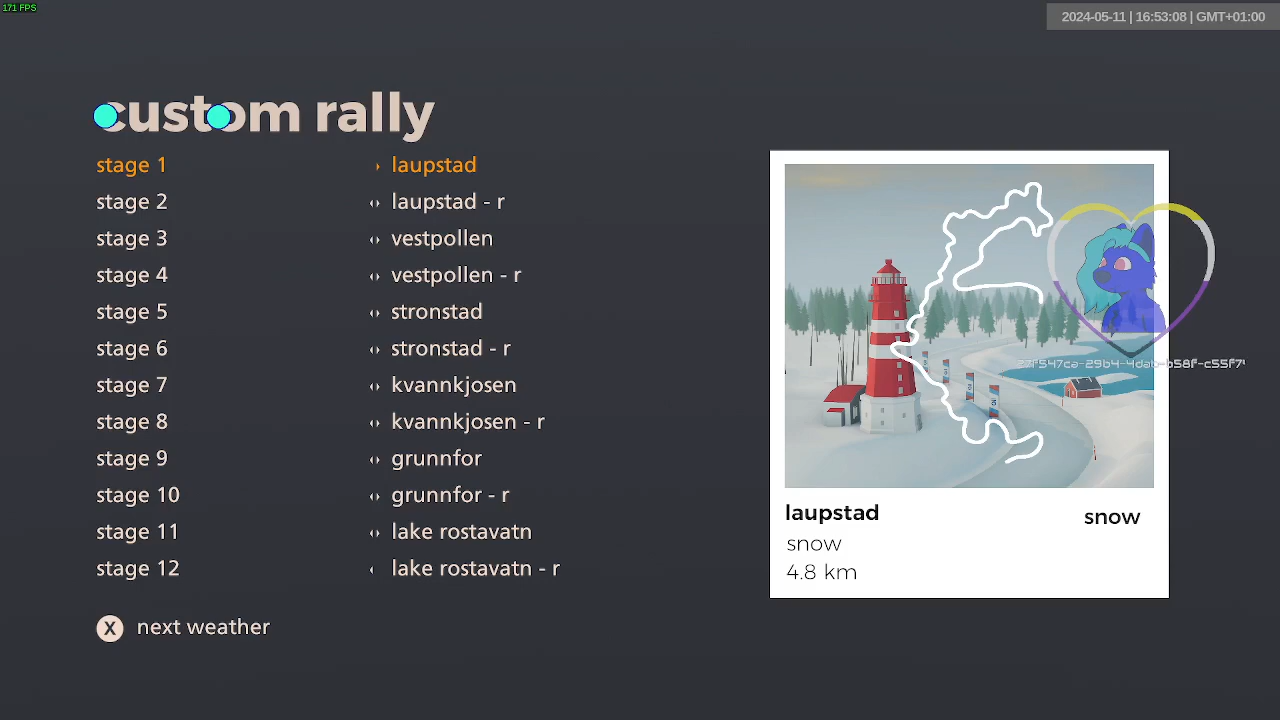 171 FPS
2024-05-11 | 16:53:08 | GMT+01:00
custom rally
stage 1 laupstad
stage 2 laupstad - r
stage 3 vestpollen
stage 4 vestpollen - r
stage 5 stronstad
stage 6 stronstad - r
stage 7 kvannkjosen
stage 8 kvannkjosen - r
stage 9 grunnfor
stage 10 grunnfor - r
stage 11 lake rostavatn
stage 12 lake rostavatn - r
X next weather
laupstad snow
snow
4.8 km